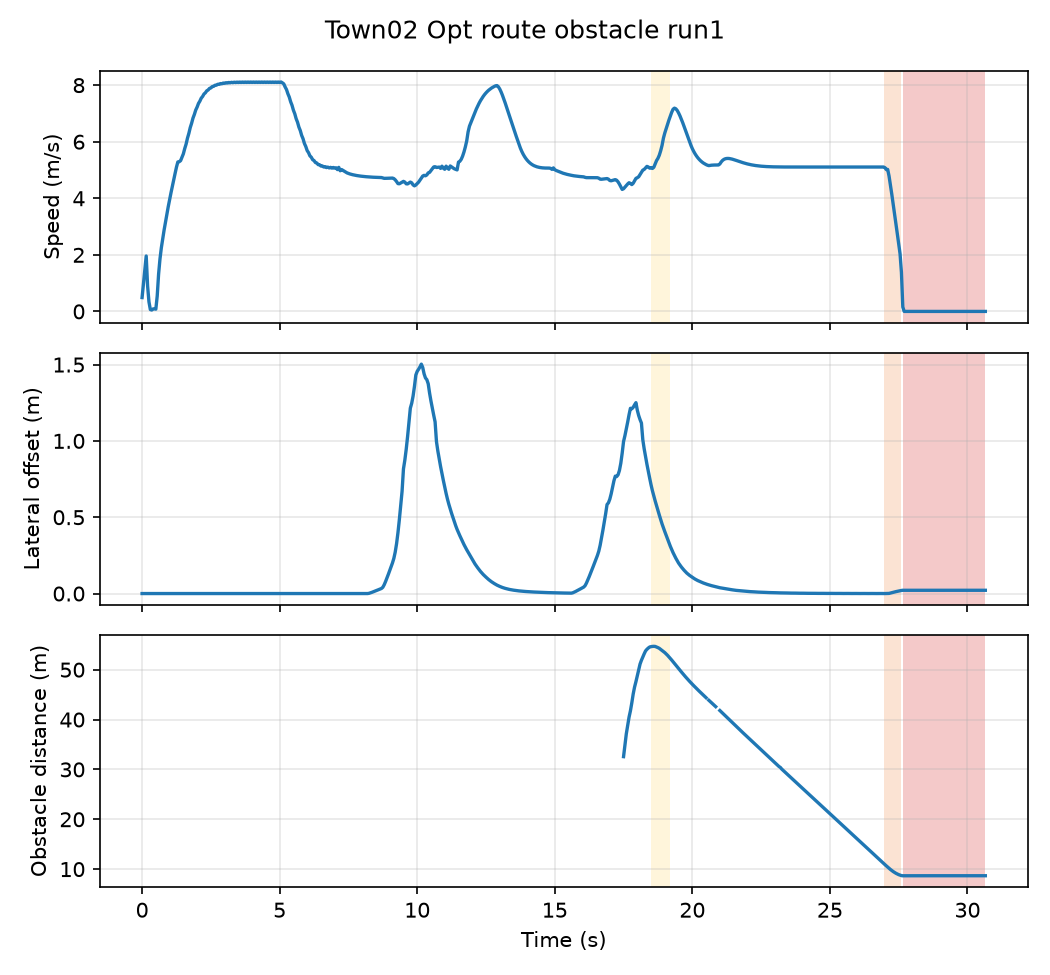 Town02 Opt route obstacle run1
Speed (m/s)
8
6
4
2
0
Lateral offset (m)
1.5
1.0
0.5
0.0
Obstacle distance (m)
50
40
30
20
10
0 5 10 15 20 25 30
Time (s)